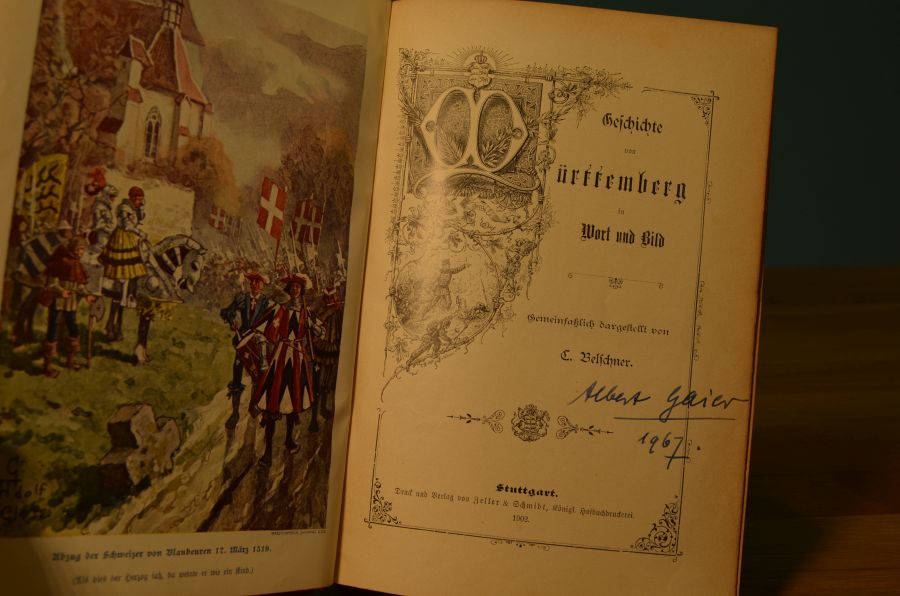 Abzug der Schweizer von Blaubeuren 17. März 1519.
(Als dies der Herzog sah, da weinte er wie ein Kind.)
Geschichte
von
Württemberg
in
Wort und Bild
Gemeinfaßlich dargestellt von
C. Belschner.
Albert Gaier
1967.
Stuttgart.
Druck und Verlag von Zeller & Schmidt, Königl. Hofbuchdruckerei.
1902.